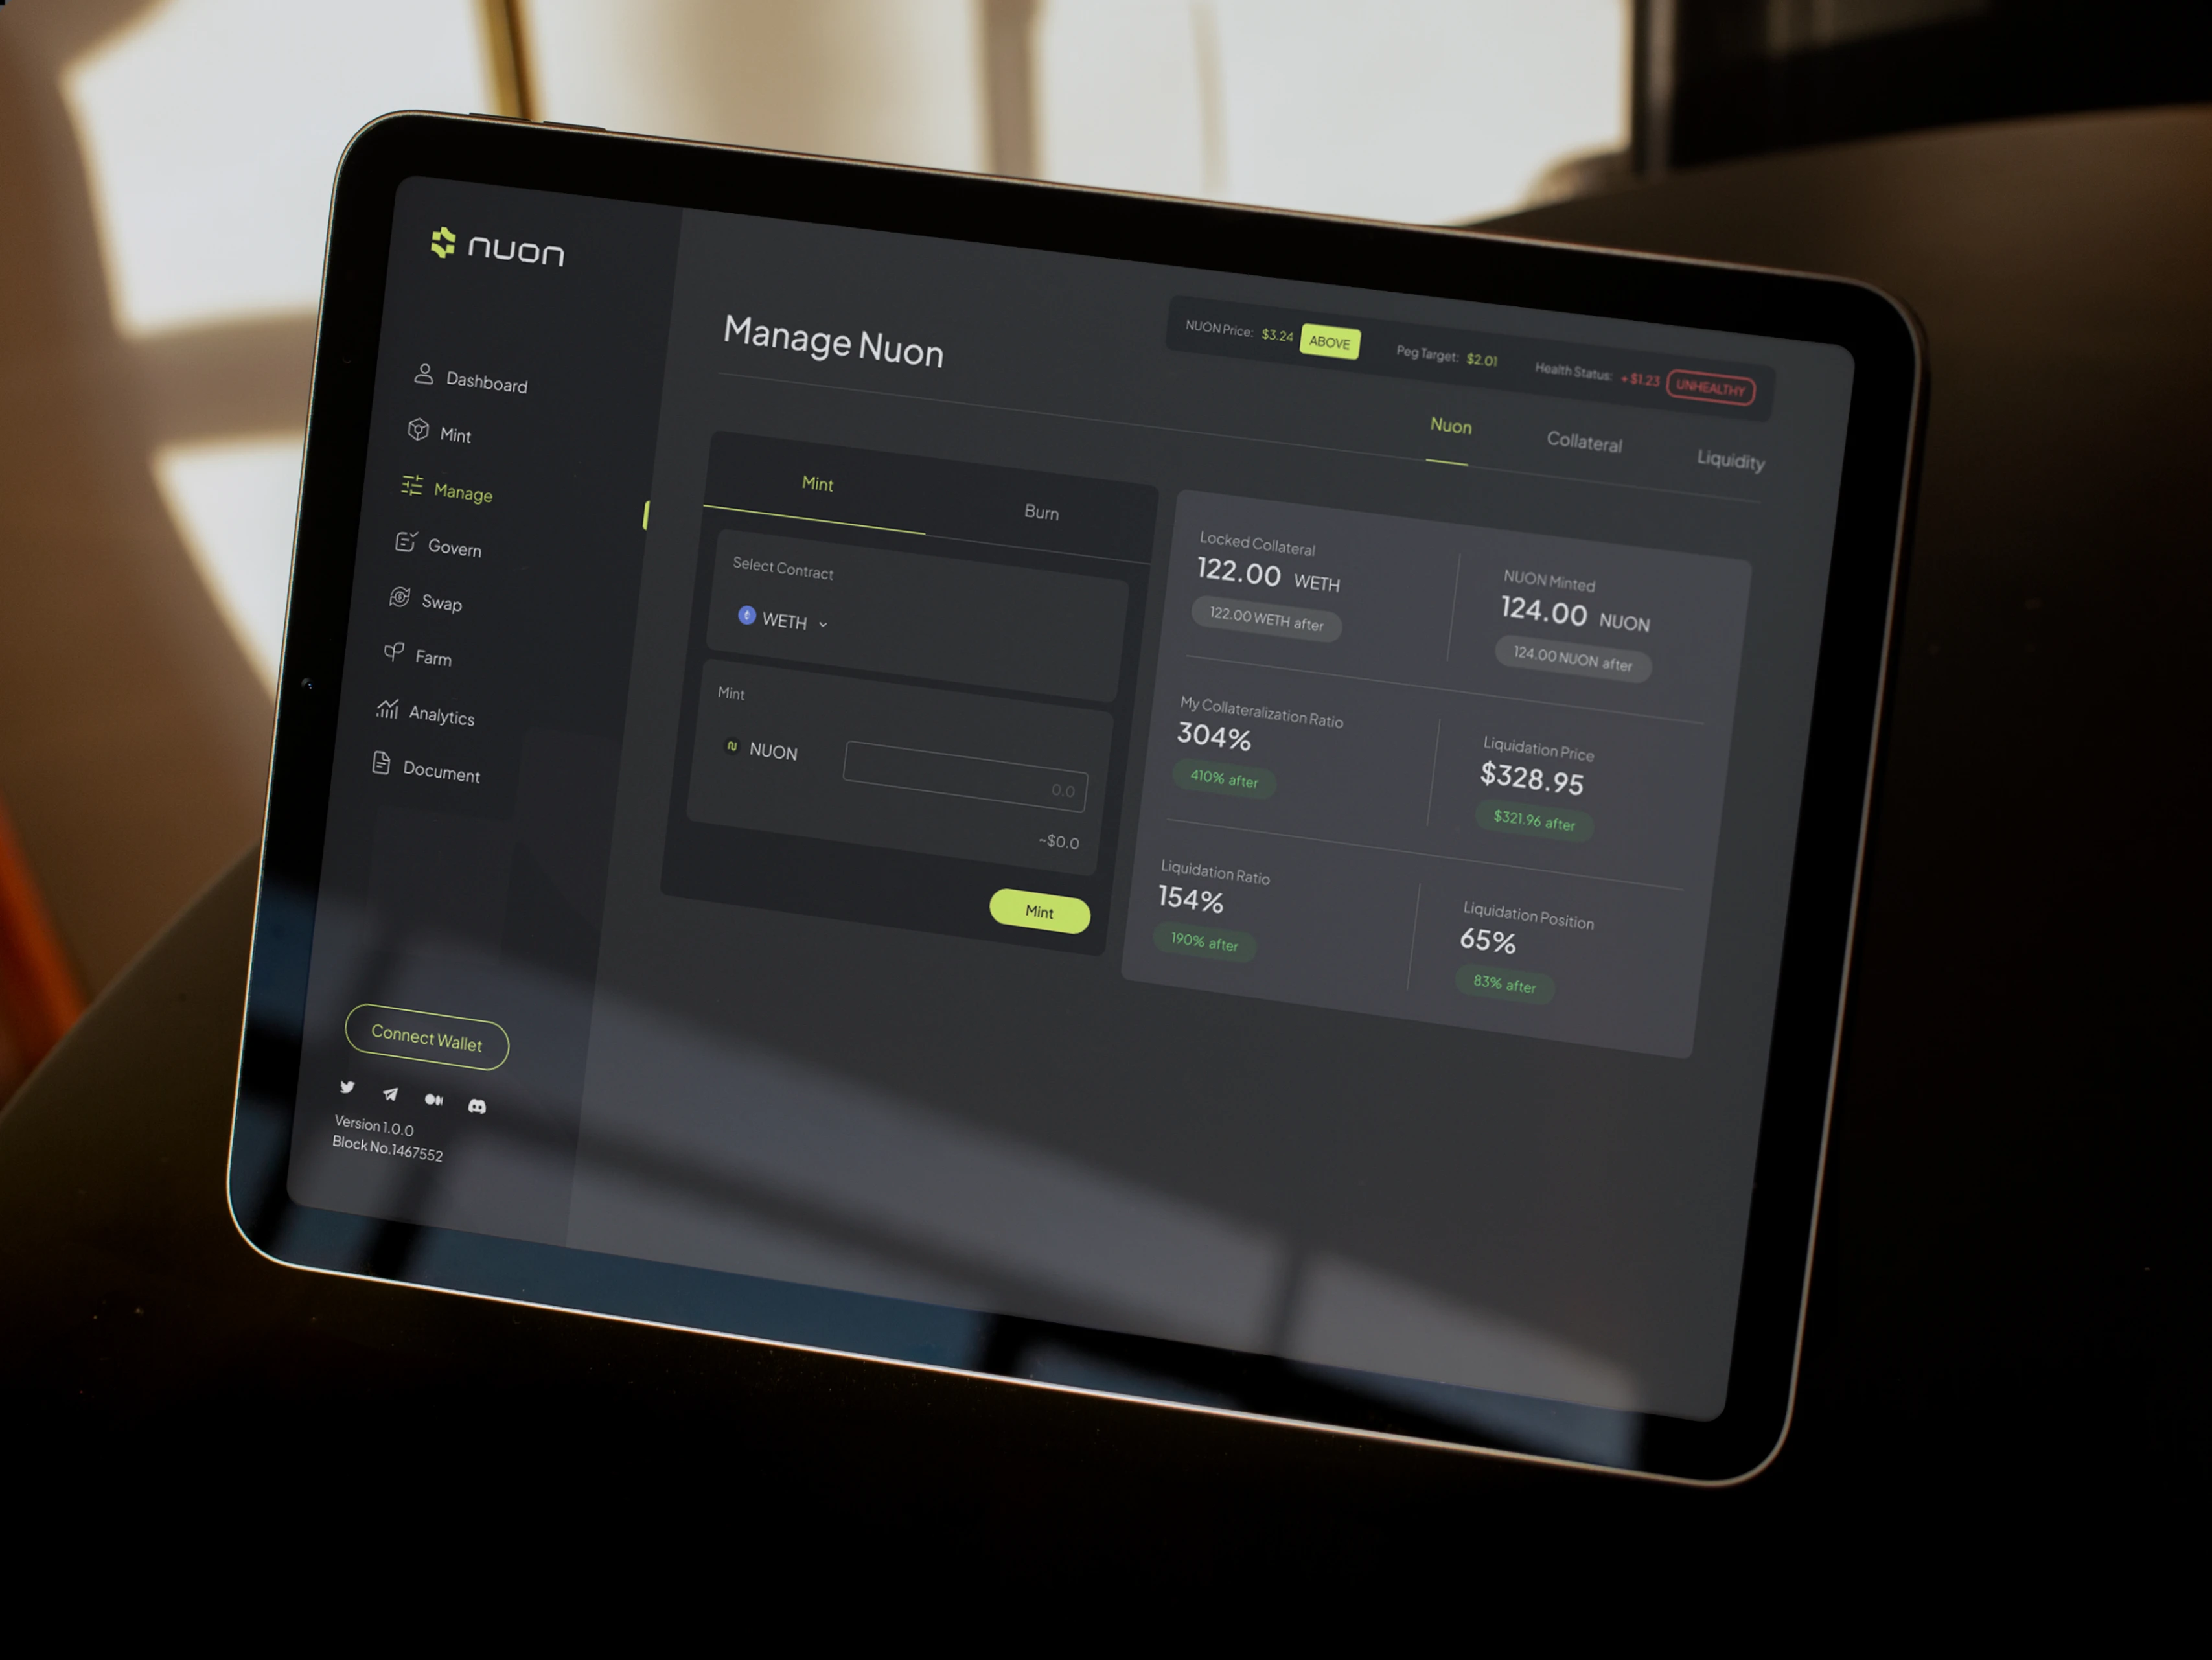 nuon
Dashboard
Mint
Manage
Govern
Swap
Farm
Analytics
Document
Connect Wallet
Version 1.0.0
Block No.1467552
Manage Nuon
NUON Price: $3.24 ABOVE Peg Target: $2.01 Health Status: + $1.23 UNHEALTHY
Nuon Collateral Liquidity
Mint Burn
Select Contract
WETH
Mint
NUON 0.0
~$0.0
Mint
Locked Collateral
122.00 WETH
122.00 WETH after
NUON Minted
124.00 NUON
124.00 NUON after
My Collateralization Ratio
304%
410% after
Liquidation Price
$328.95
$321.96 after
Liquidation Ratio
154%
190% after
Liquidation Position
65%
83% after